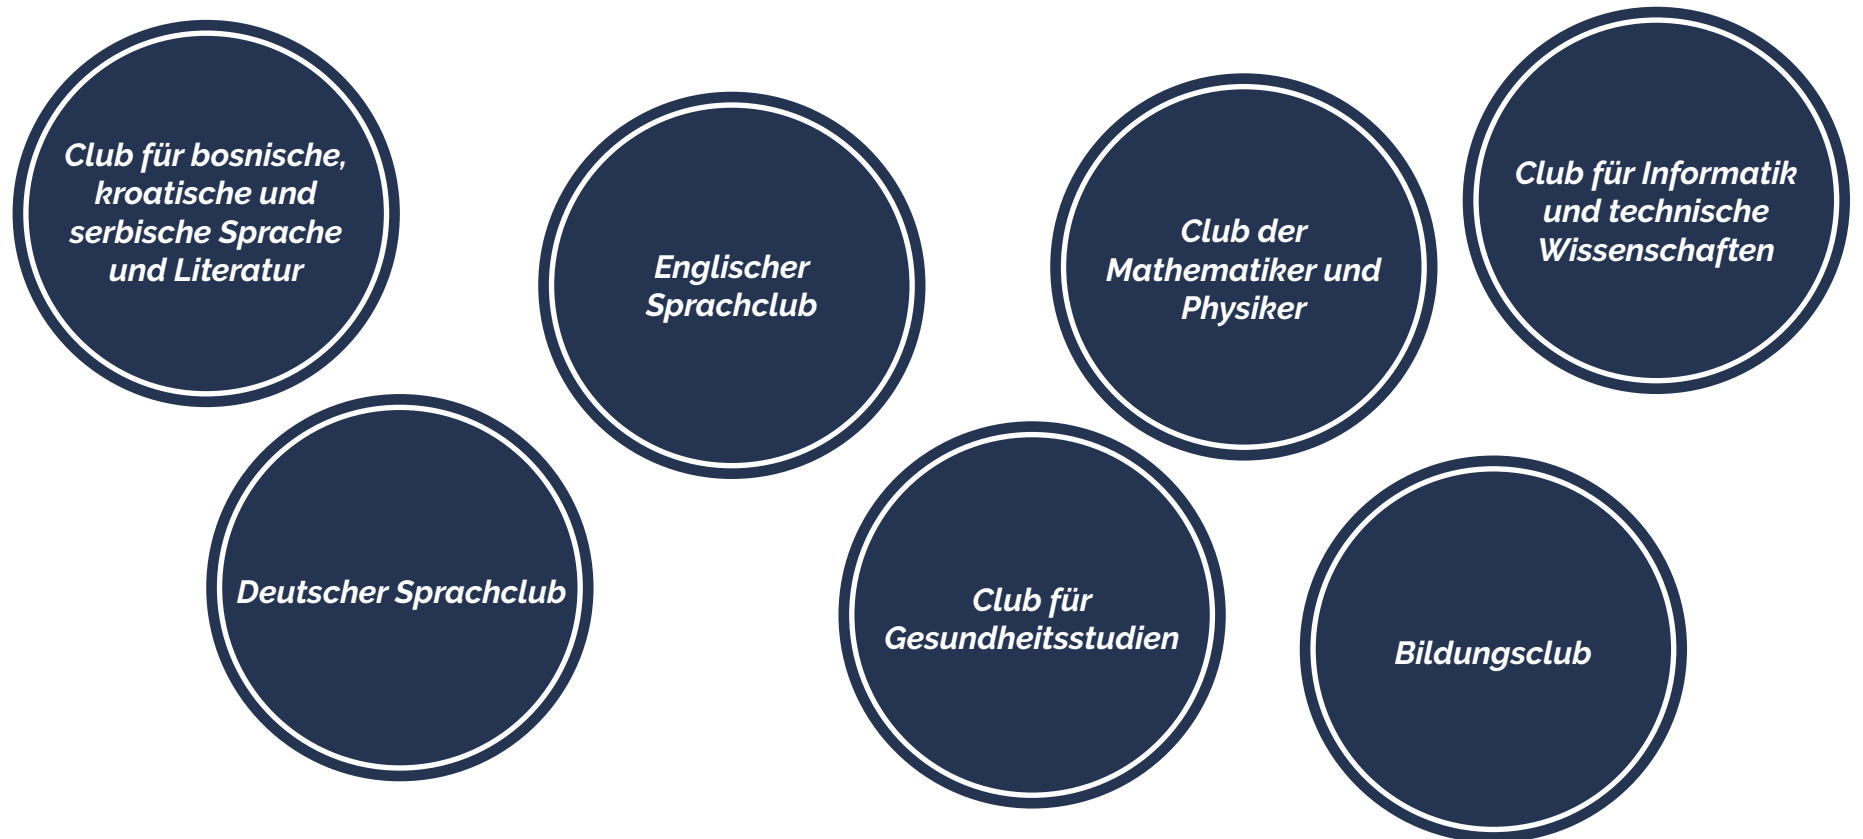 Club für bosnische,
kroatische und
serbische Sprache
und Literatur
Englischer
Sprachclub
Club der
Mathematiker und
Physiker
Club für Informatik
und technische
Wissenschaften
Deutscher Sprachclub
Club für
Gesundheitsstudien
Bildungsclub